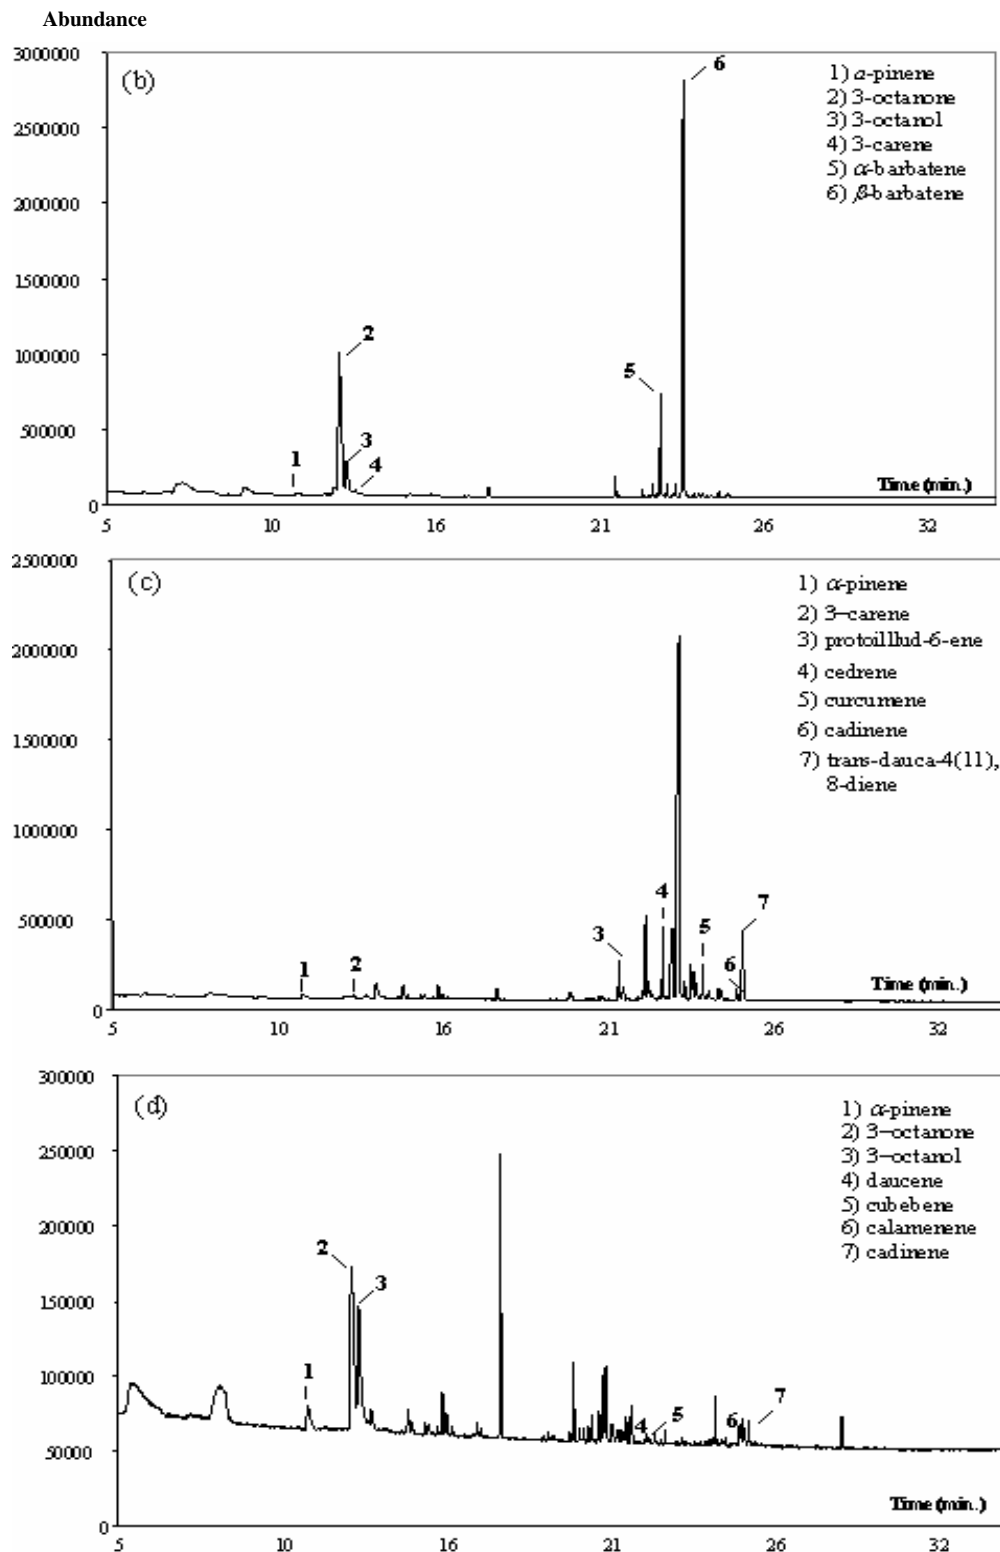 Abundance
3000000
(b)
6
1) α-pinene
2) 3-octanone
3) 3-octanol
4) 3-carene
5) α-barbatene
6) β-barbatene
2500000
2000000
1500000
1000000
2
5
500000
3
1
4
Time (min.)
0
5 10 16 21 26 32
2500000
(c)
1) α-pinene
2) 3-carene
3) protoilllud-6-ene
4) cedrene
5) curcumene
6) cadinene
7) trans-dauca-4(11),
8-diene
2000000
1500000
1000000
4
7
500000
3
5
1
2
6
Time (min.)
0
5 10 16 21 26 32
300000
(d)
1) α-pinene
2) 3-octanone
3) 3-octanol
4) daucene
5) cubebene
6) calamenene
7) cadinene
250000
200000
2
3
150000
1
100000
7
4 5 6
50000
Time (min.)
0
5 10 16 21 26 32